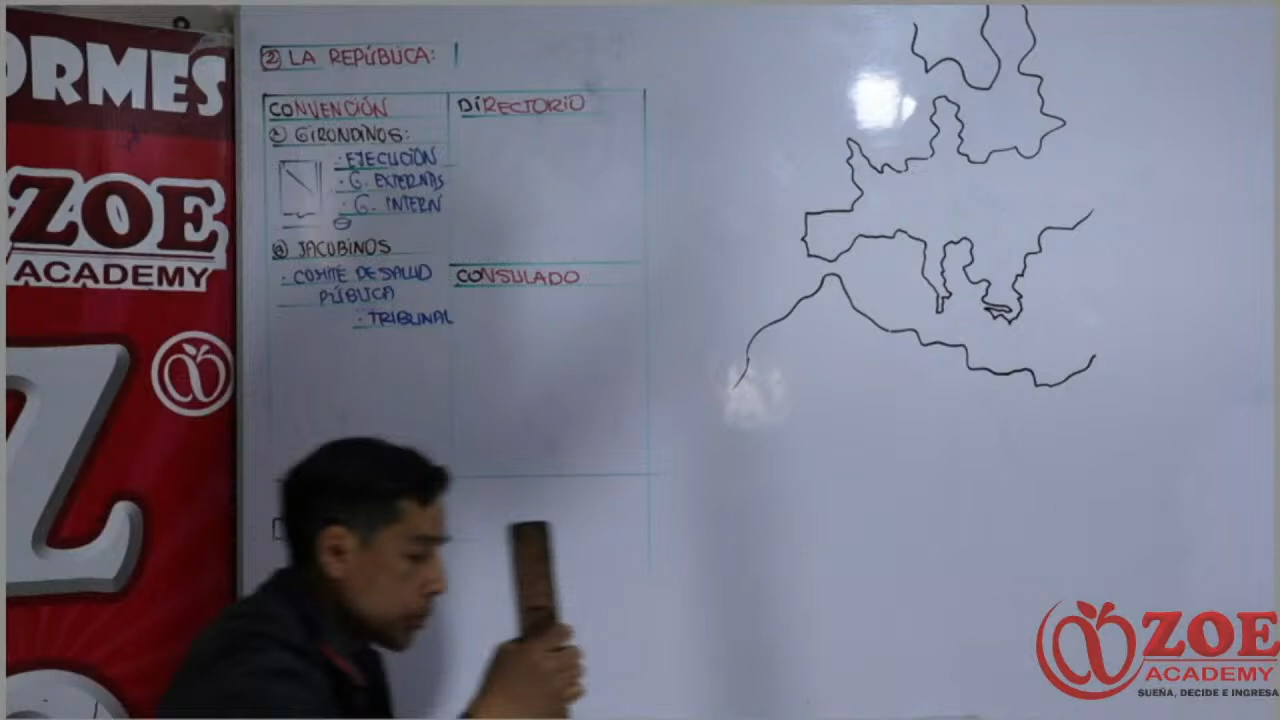 ORMES
ZOE
ACADEMY
Z
② LA REPÚBLICA:
CONVENCIÓN
② GIRONDINOS:
· EJECUCIÓN
· G. EXTERNAS
· G. INTERN
JACOBINOS
· COMITÉ DE SALUD
PÚBLICA
· TRIBUNAL
DIRECTORIO
CONSULADO
ZOE
ACADEMY
SUEÑA, DECIDE E INGRESA